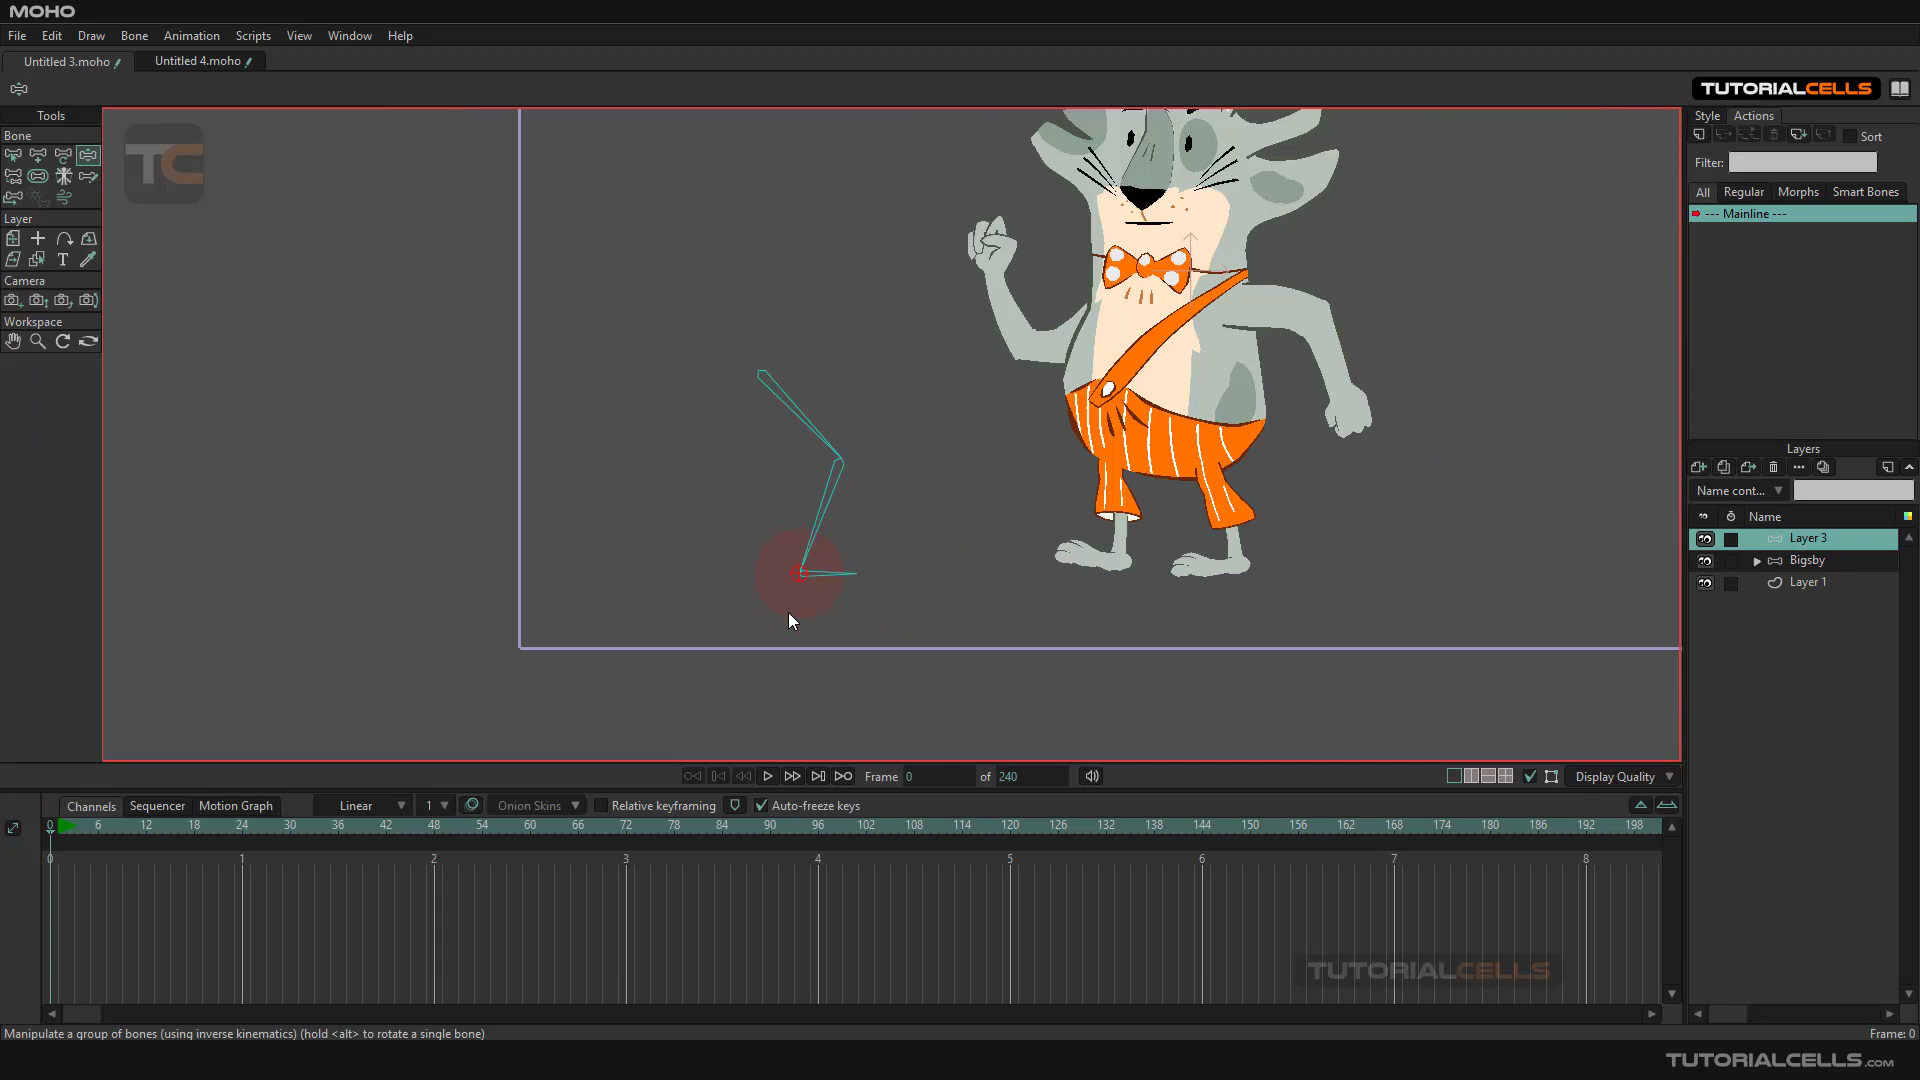 MOHO
File Edit Draw Bone Animation Scripts View Window Help
Untitled 3.moho Untitled 4.moho
TUTORIALCELLS
Tools
Bone
Layer
Camera
Workspace
TC
Style Actions
Sort
Filter:
All Regular Morphs Smart Bones
--- Mainline ---
Layers
Name cont...
Name
Layer 3
Bigsby
Layer 1
Frame 0 of 240
Display Quality
Channels Sequencer Motion Graph Linear 1 Onion Skins Relative keyframing Auto-freeze keys
0 6 12 18 24 30 36 42 48 54 60 66 72 78 84 90 96 102 108 114 120 126 132 138 144 150 156 162 168 174 180 186 192 198
0 1 2 3 4 5 6 7 8
TUTORIALCELLS
Manipulate a group of bones (using inverse kinematics) (hold <alt> to rotate a single bone)
Frame: 0
TUTORIALCELLS.COM